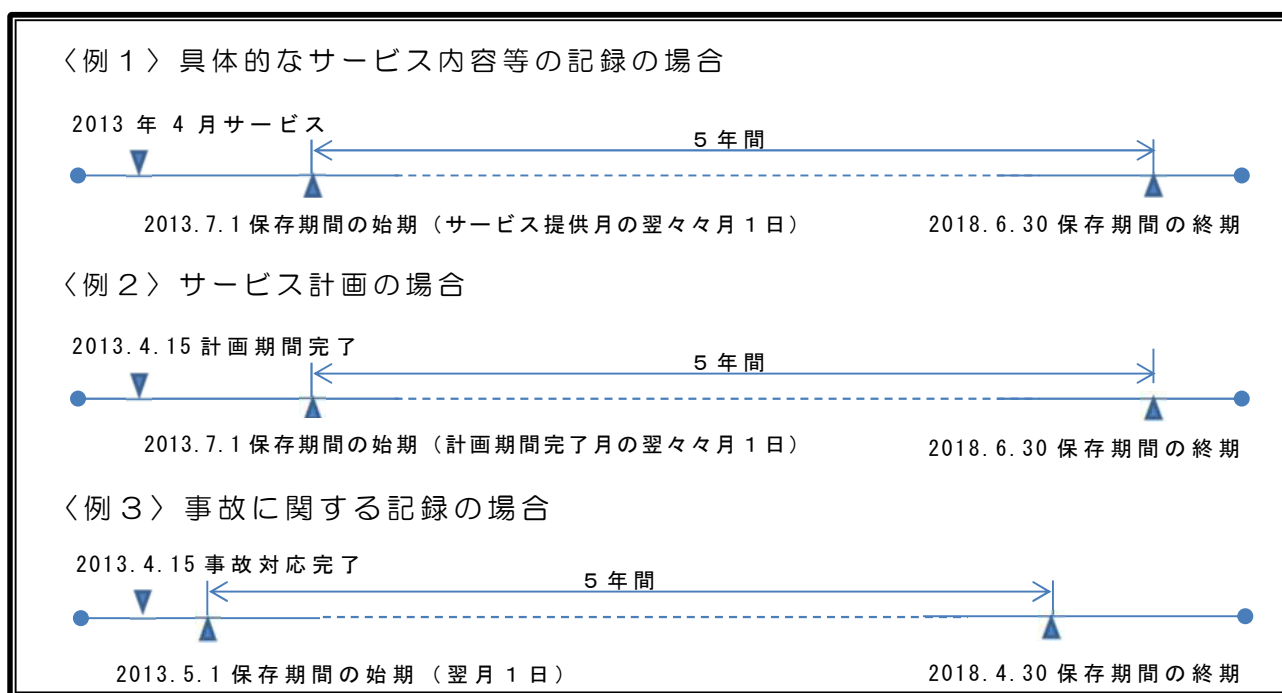 〈例１〉具体的なサービス内容等の記録の場合
2013 年 4 月サービス
５年間
2013.7.1 保存期間の始期（サービス提供月の翌々々月１日）
2018.6.30 保存期間の終期
〈例２〉サービス計画の場合
2013.4.15 計画期間完了
５年間
2013.7.1 保存期間の始期（計画期間完了月の翌々々月１日）
2018.6.30 保存期間の終期
〈例３〉事故に関する記録の場合
2013.4.15 事故対応完了
５年間
2013.5.1 保存期間の始期（翌月１日）
2018.4.30 保存期間の終期